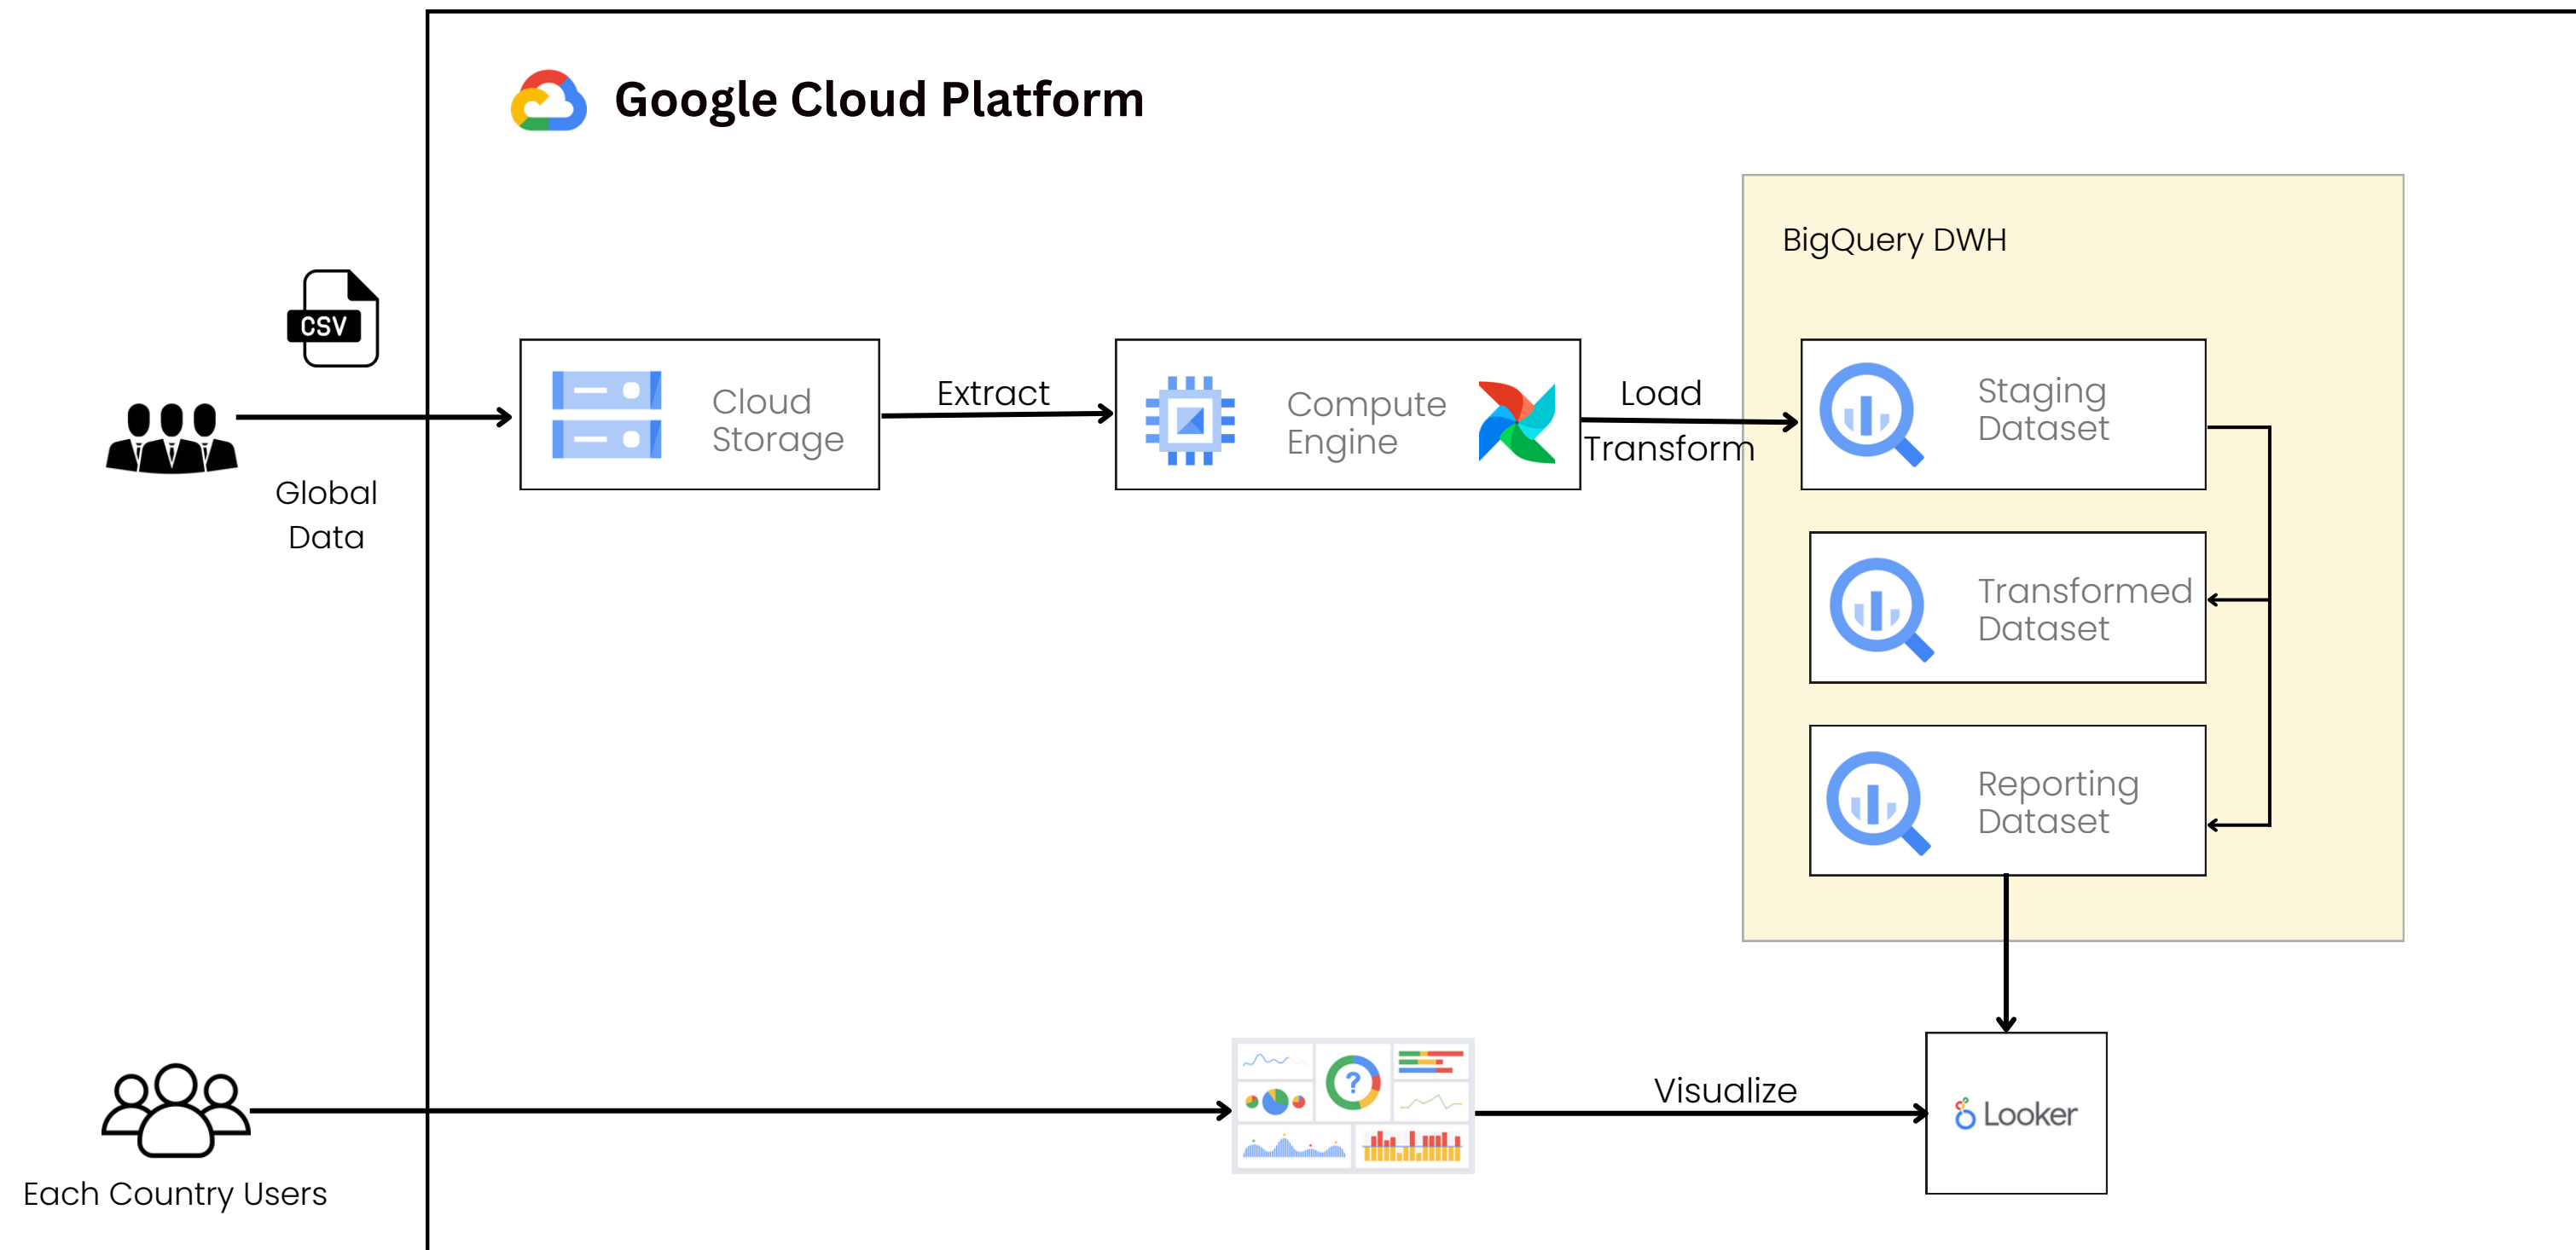 Google Cloud Platform
BigQuery DWH
CSV
Global
Data
Cloud
Storage
Extract
Compute
Engine
Load
Transform
Staging
Dataset
Transformed
Dataset
Reporting
Dataset
Each Country Users
?
Visualize
Looker